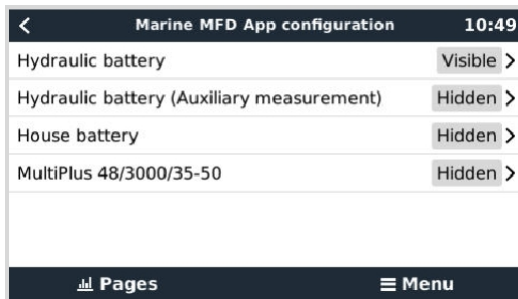 Marine MFD App configuration 10:49
Hydraulic battery Visible
Hydraulic battery (Auxiliary measurement) Hidden
House battery Hidden
MultiPlus 48/3000/35-50 Hidden
Pages Menu